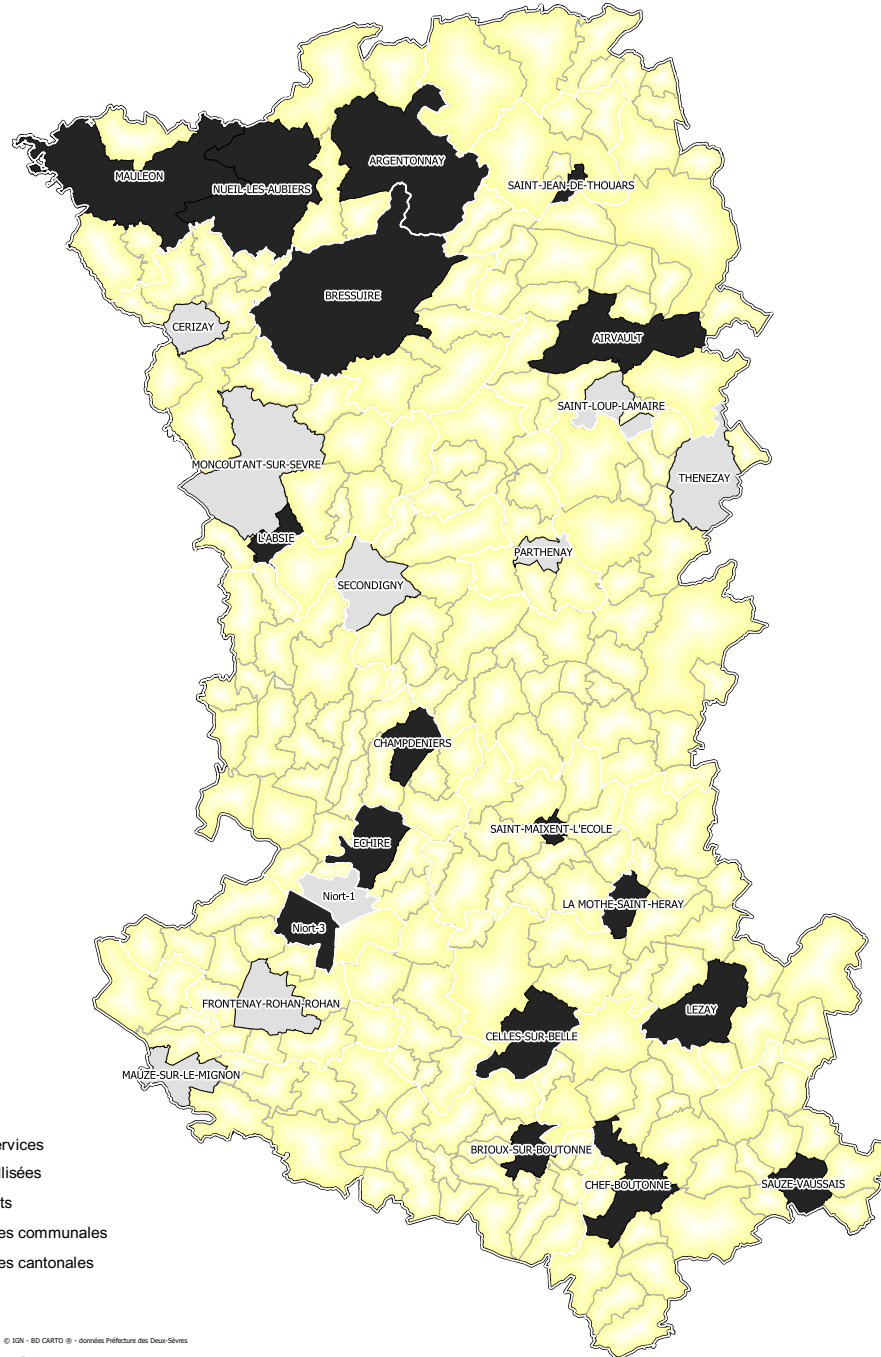 ARGENTONNAY
MAULEON
NUEIL-LES-AUBIERS
SAINT-JEAN-DE-THOUARS
BRESSUIRE
CERIZAY
AIRVAULT
SAINT-LOUP-LAMAIRE
MONCOUTANT-SUR-SEVRE
THENEZAY
L'ABSIE
PARTHENAY
SECONDIGNY
CHAMPDENIERS
SAINT-MAIXENT-L'ECOLE
ECHIRE
Niort-1
LA MOTHE-SAINT-HERAY
Niort-3
FRONTENAY-ROHAN-ROHAN
LEZAY
CELLES-SUR-BELLE
MAUZE-SUR-LE-MIGNON
ervices
BRIOUX-SUR-BOUTONNE
llisées
CHEF-BOUTONNE
SAUZE-VAUSSAIS
ts
es communales
es cantonales
© IGN - BD CARTO ® - données Préfecture des Deux-Sèvres